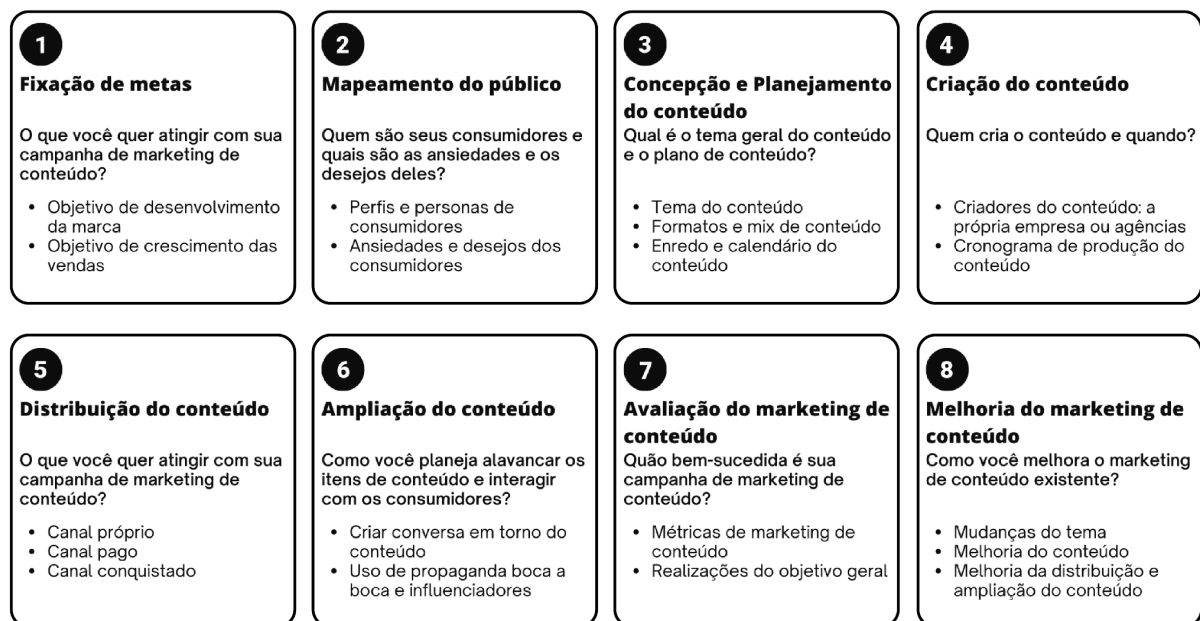 1
Fixação de metas
O que você quer atingir com sua
campanha de marketing de
conteúdo?
• Objetivo de desenvolvimento
da marca
• Objetivo de crescimento das
vendas
2
Mapeamento do público
Quem são seus consumidores e
quais são as ansiedades e os
desejos deles?
• Perfis e personas de
consumidores
• Ansiedades e desejos dos
consumidores
3
Concepção e Planejamento
do conteúdo
Qual é o tema geral do conteúdo
e o plano de conteúdo?
• Tema do conteúdo
• Formatos e mix de conteúdo
• Enredo e calendário do
conteúdo
4
Criação do conteúdo
Quem cria o conteúdo e quando?
• Criadores do conteúdo: a
própria empresa ou agências
• Cronograma de produção do
conteúdo
5
Distribuição do conteúdo
O que você quer atingir com sua
campanha de marketing de
conteúdo?
• Canal próprio
• Canal pago
• Canal conquistado
6
Ampliação do conteúdo
Como você planeja alavancar os
itens de conteúdo e interagir
com os consumidores?
• Criar conversa em torno do
conteúdo
• Uso de propaganda boca a
boca e influenciadores
7
Avaliação do marketing de
conteúdo
Quão bem-sucedida é sua
campanha de marketing de
conteúdo?
• Métricas de marketing de
conteúdo
• Realizações do objetivo geral
8
Melhoria do marketing de
conteúdo
Como você melhora o marketing
de conteúdo existente?
• Mudanças do tema
• Melhoria do conteúdo
• Melhoria da distribuição e
ampliação do conteúdo